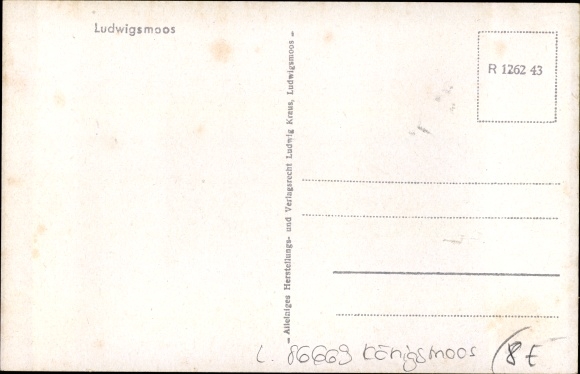 Ludwigsmoos
R 1262 43
- Alleiniges Herstellungs- und Verlagsrecht Ludwig Kraus, Ludwigsmoos -
L. 86669 Königsmoos
8E